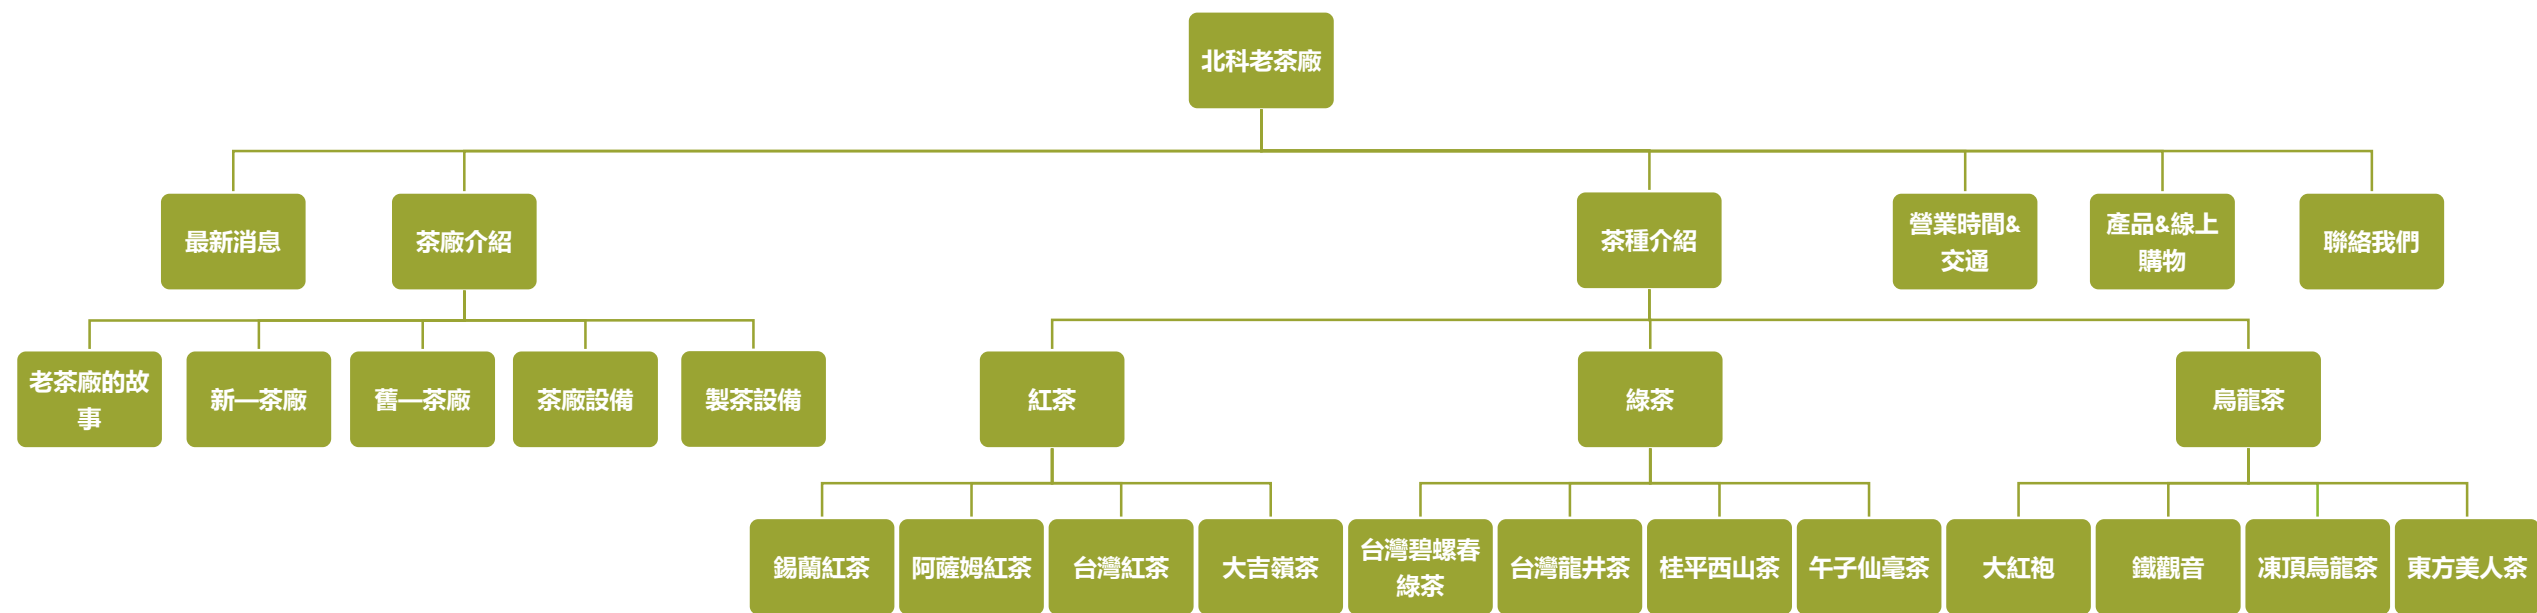 北科老茶廠
最新消息
茶廠介紹
茶種介紹
營業時間&
交通
產品&線上
購物
聯絡我們
老茶廠的故
事
新一茶廠
舊一茶廠
茶廠設備
製茶設備
紅茶
綠茶
烏龍茶
錫蘭紅茶
阿薩姆紅茶
台灣紅茶
大吉嶺茶
台灣碧螺春
綠茶
台灣龍井茶
桂平西山茶
午子仙毫茶
大紅袍
鐵觀音
凍頂烏龍茶
東方美人茶